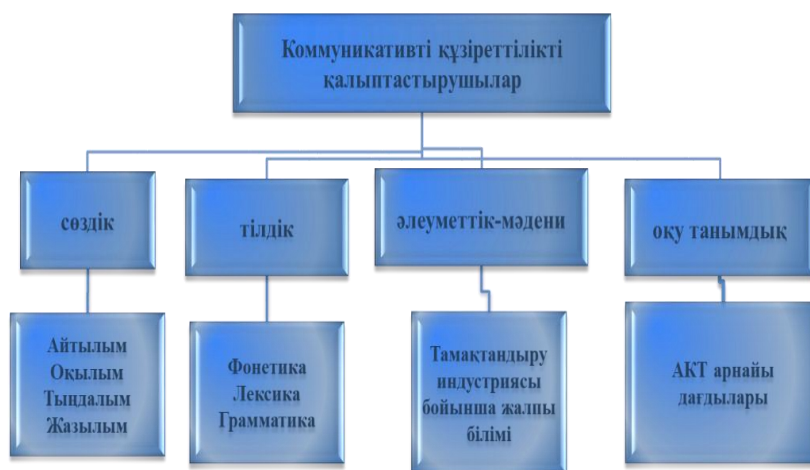 Коммуникативті құзіреттілікті
қалыптастырушылар
сөздік
тілдік
әлеуметтік-мәдени
оқу танымдық
Айтылым
Оқылым
Тыңдалым
Жазылым
Фонетика
Лексика
Грамматика
Тамақтандыру
индустриясы
бойынша жалпы
білімі
АКТ арнайы
дағдылары